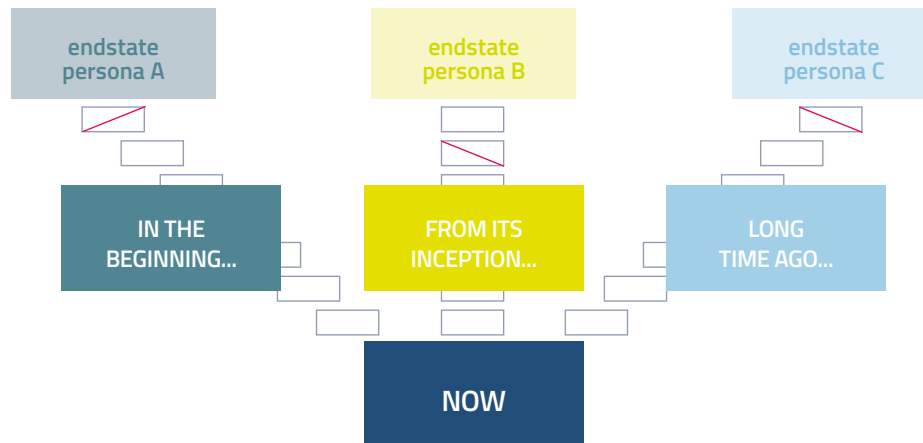 endstate
persona A
endstate
persona B
endstate
persona C
IN THE
BEGINNING...
FROM ITS
INCEPTION...
LONG
TIME AGO...
NOW